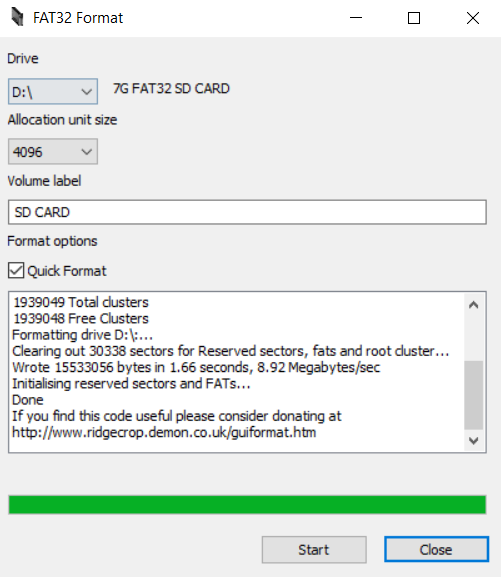 FAT32 Format
Drive
D:\
7G FAT32 SD CARD
Allocation unit size
4096
Volume label
SD CARD
Format options
Quick Format
1939049 Total clusters
1939048 Free Clusters
Formatting drive D:\:...
Clearing out 30338 sectors for Reserved sectors, fats and root cluster...
Wrote 15533056 bytes in 1.66 seconds, 8.92 Megabytes/sec
Initialising reserved sectors and FATs...
Done
If you find this code useful please consider donating at
http://www.ridgecrop.demon.co.uk/guiformat.htm
Start
Close